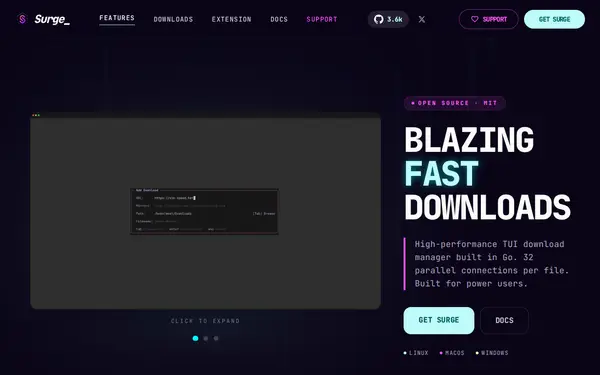 Surge_
FEATURES
DOWNLOADS
EXTENSION
DOCS
SUPPORT
3.6k
SUPPORT
GET SURGE
OPEN SOURCE · MIT
BLAZING
FAST
DOWNLOADS
High-performance TUI download
manager built in Go. 32
parallel connections per file.
Built for power users.
GET SURGE
DOCS
LINUX
MACOS
WINDOWS
CLICK TO EXPAND